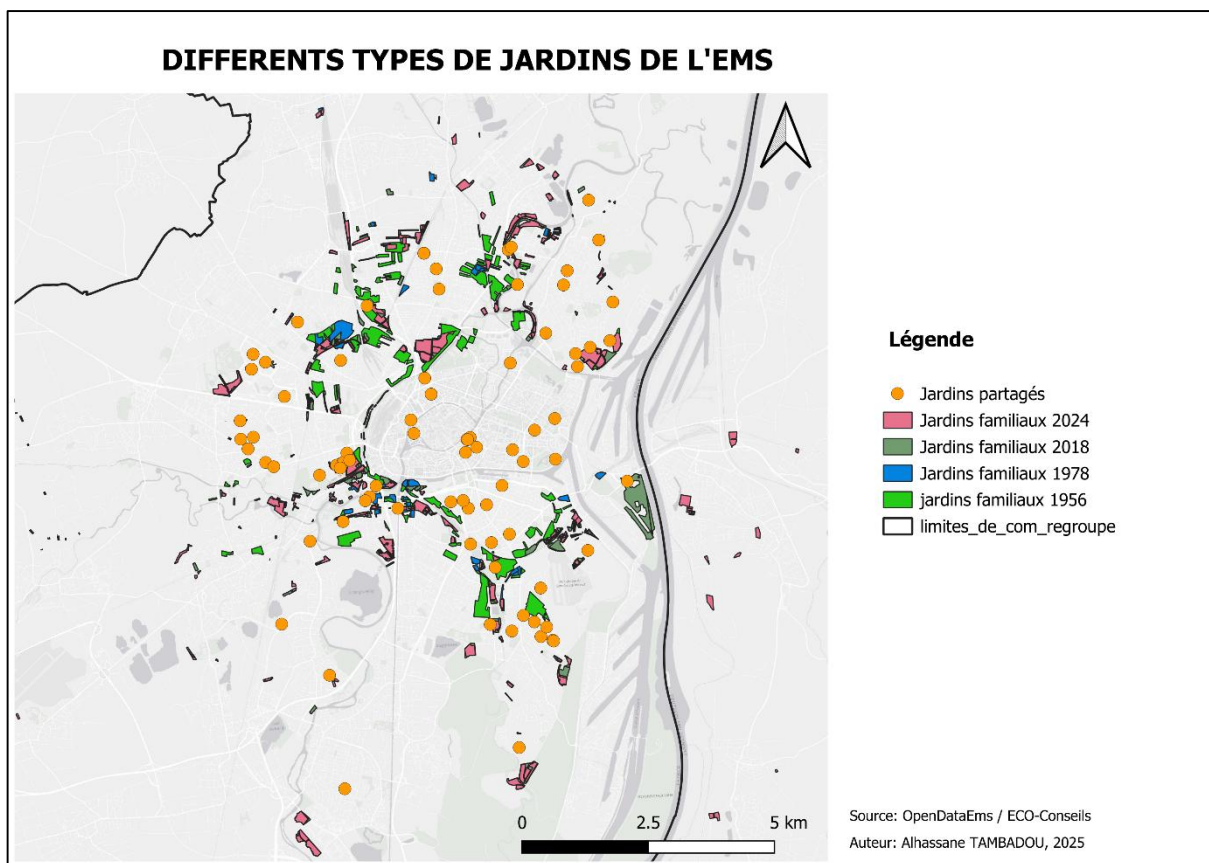 DIFFERENTS TYPES DE JARDINS DE L'EMS
Légende
Jardins partagés
Jardins familiaux 2024
Jardins familiaux 2018
Jardins familiaux 1978
jardins familiaux 1956
limites_de_com_regroupe
0 2.5 5 km
Source: OpenDataEms / ECO-Conseils
Auteur: Alhassane TAMBADOU, 2025